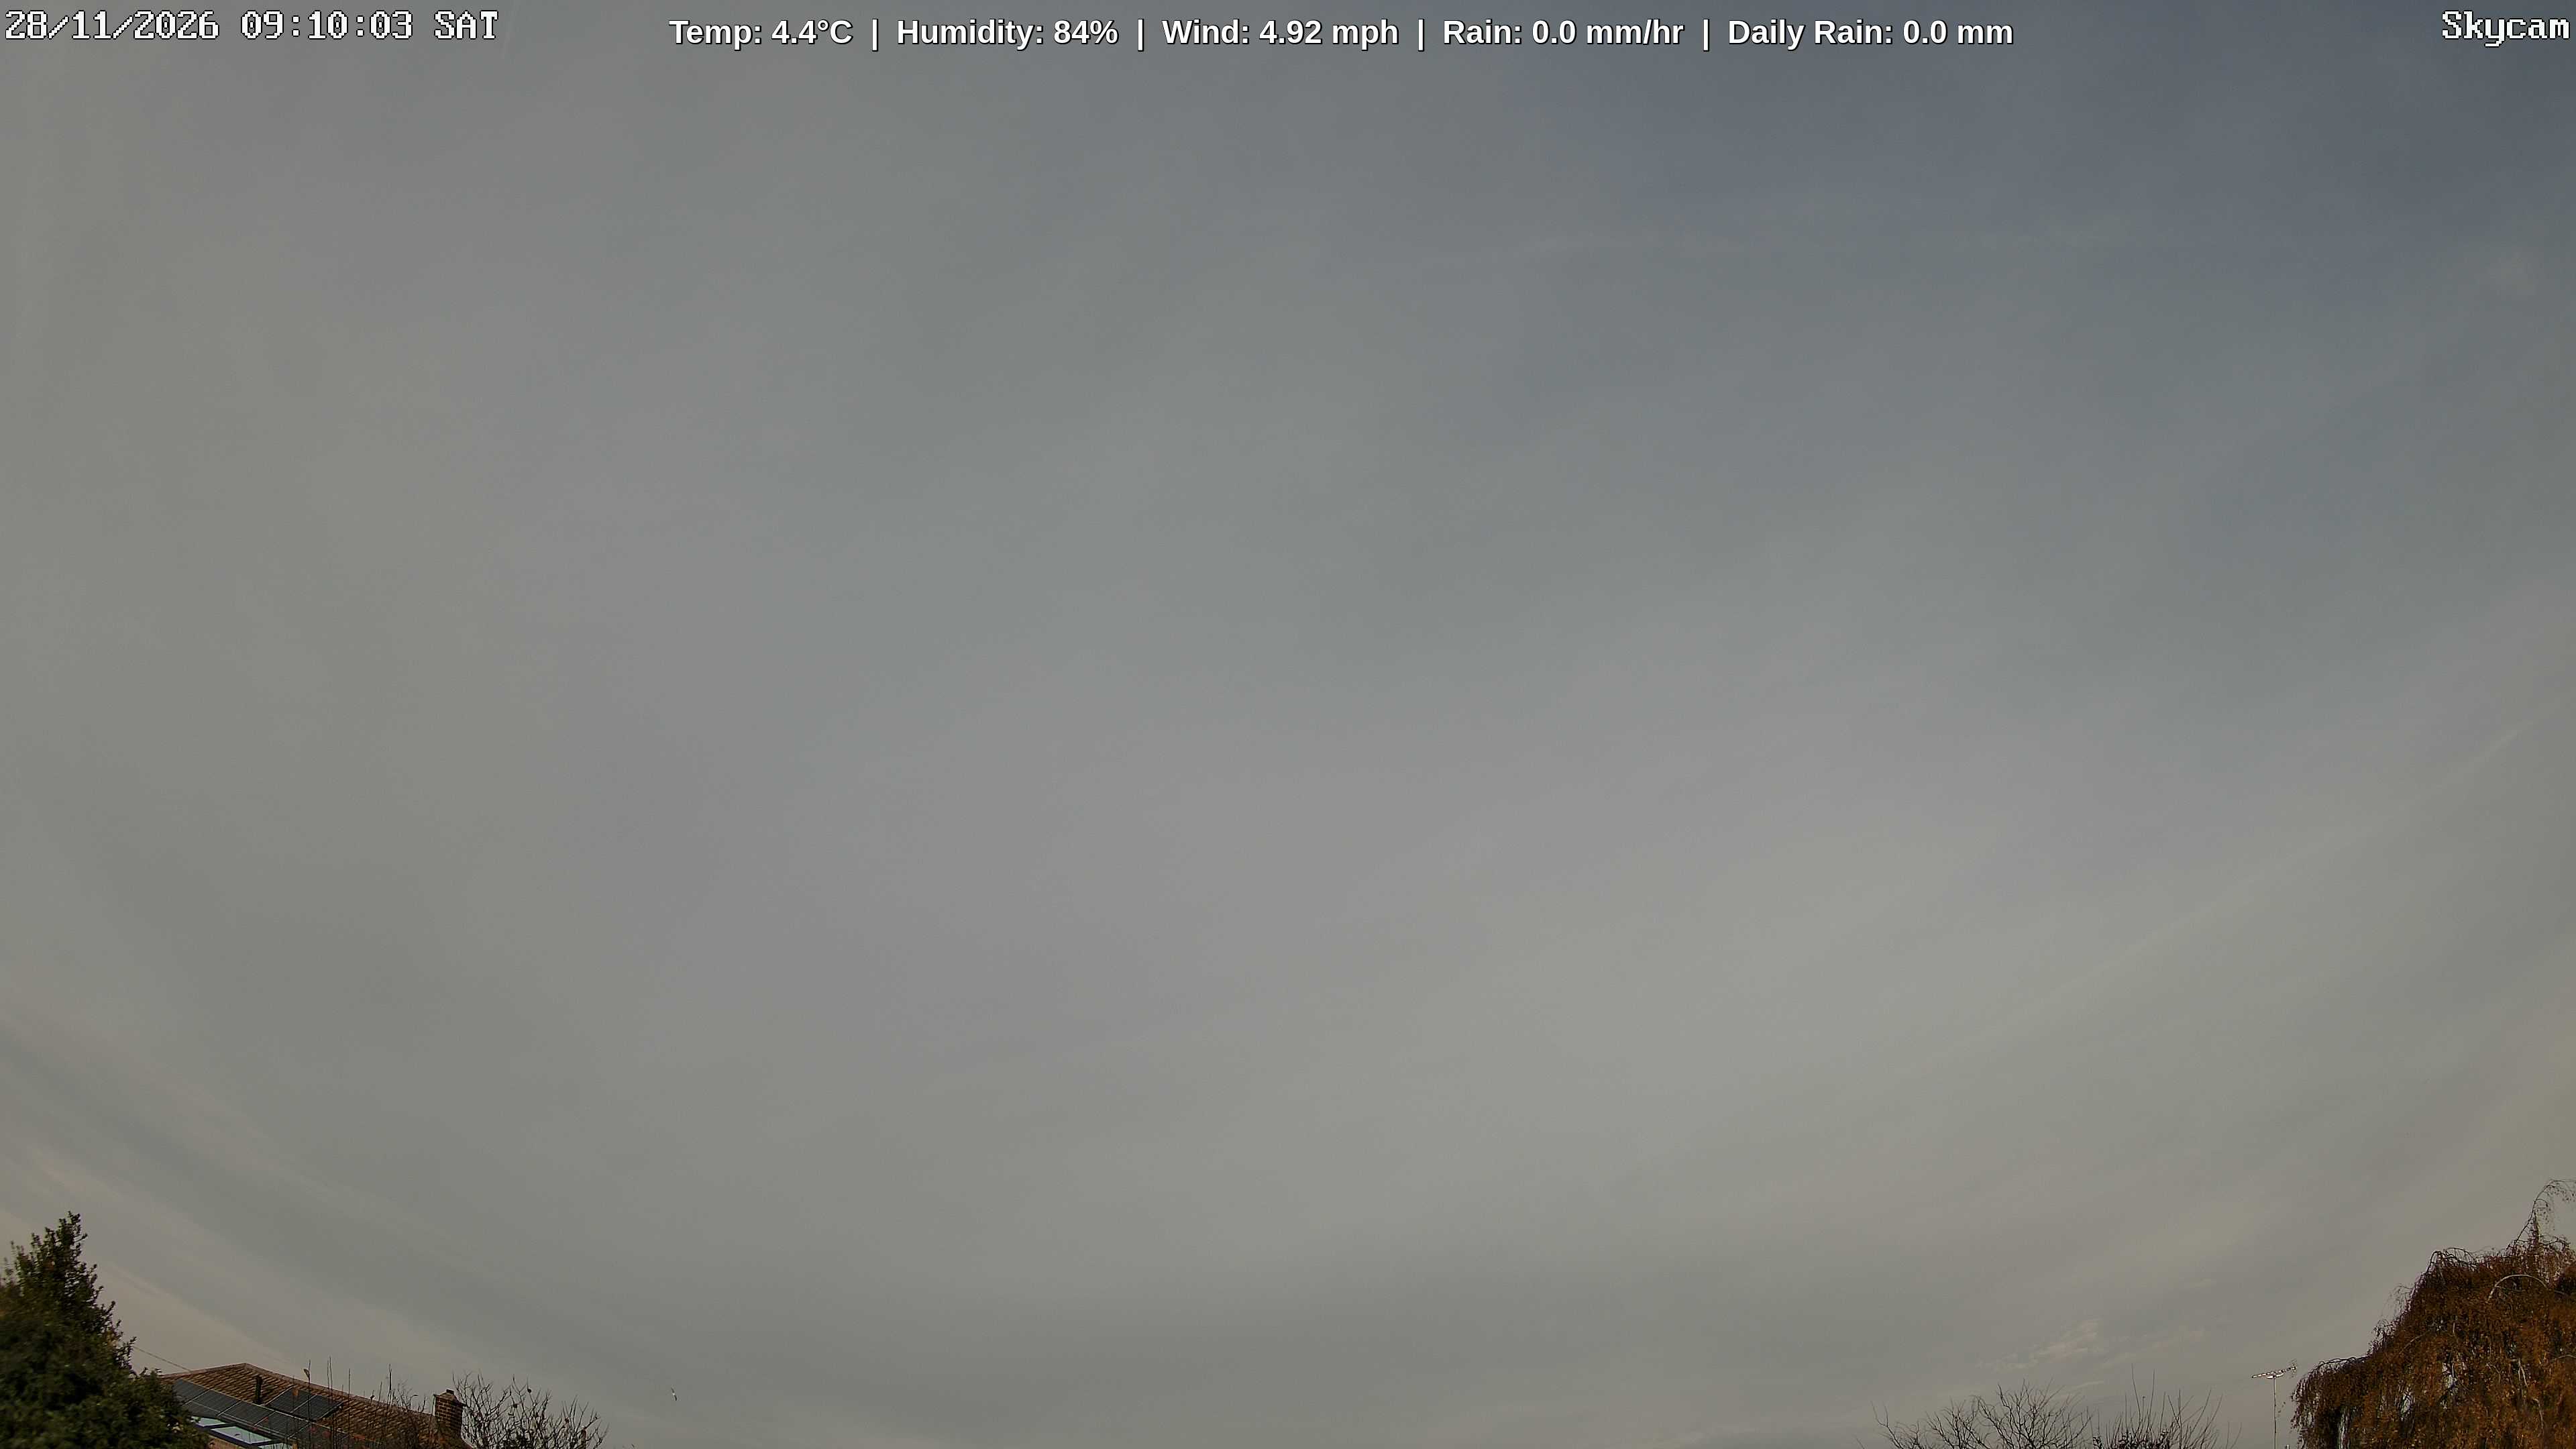 28/11/2026 09:10:03 SAT
Temp: 4.4°C | Humidity: 84% | Wind: 4.92 mph | Rain: 0.0 mm/hr | Daily Rain: 0.0 mm
Skycam